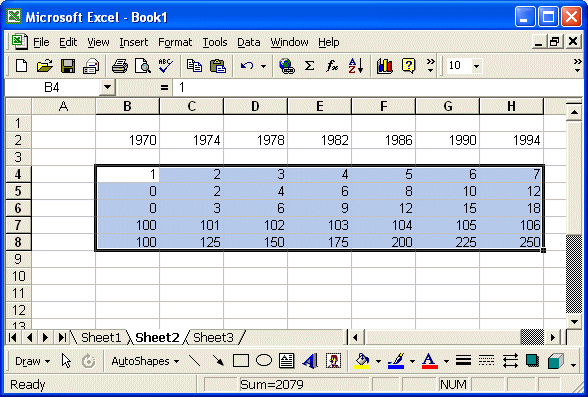 Microsoft Excel - Book1
File Edit View Insert Format Tools Data Window Help
Σ fx A Z ? » 10 »
B4 = 1
A B C D E F G H
1
2 1970 1974 1978 1982 1986 1990 1994
3
4 1 2 3 4 5 6 7
5 0 2 4 6 8 10 12
6 0 3 6 9 12 15 18
7 100 101 102 103 104 105 106
8 100 125 150 175 200 225 250
9
10
11
12
13
Sheet1 Sheet2 Sheet3
Draw AutoShapes A A
Ready Sum=2079 NUM